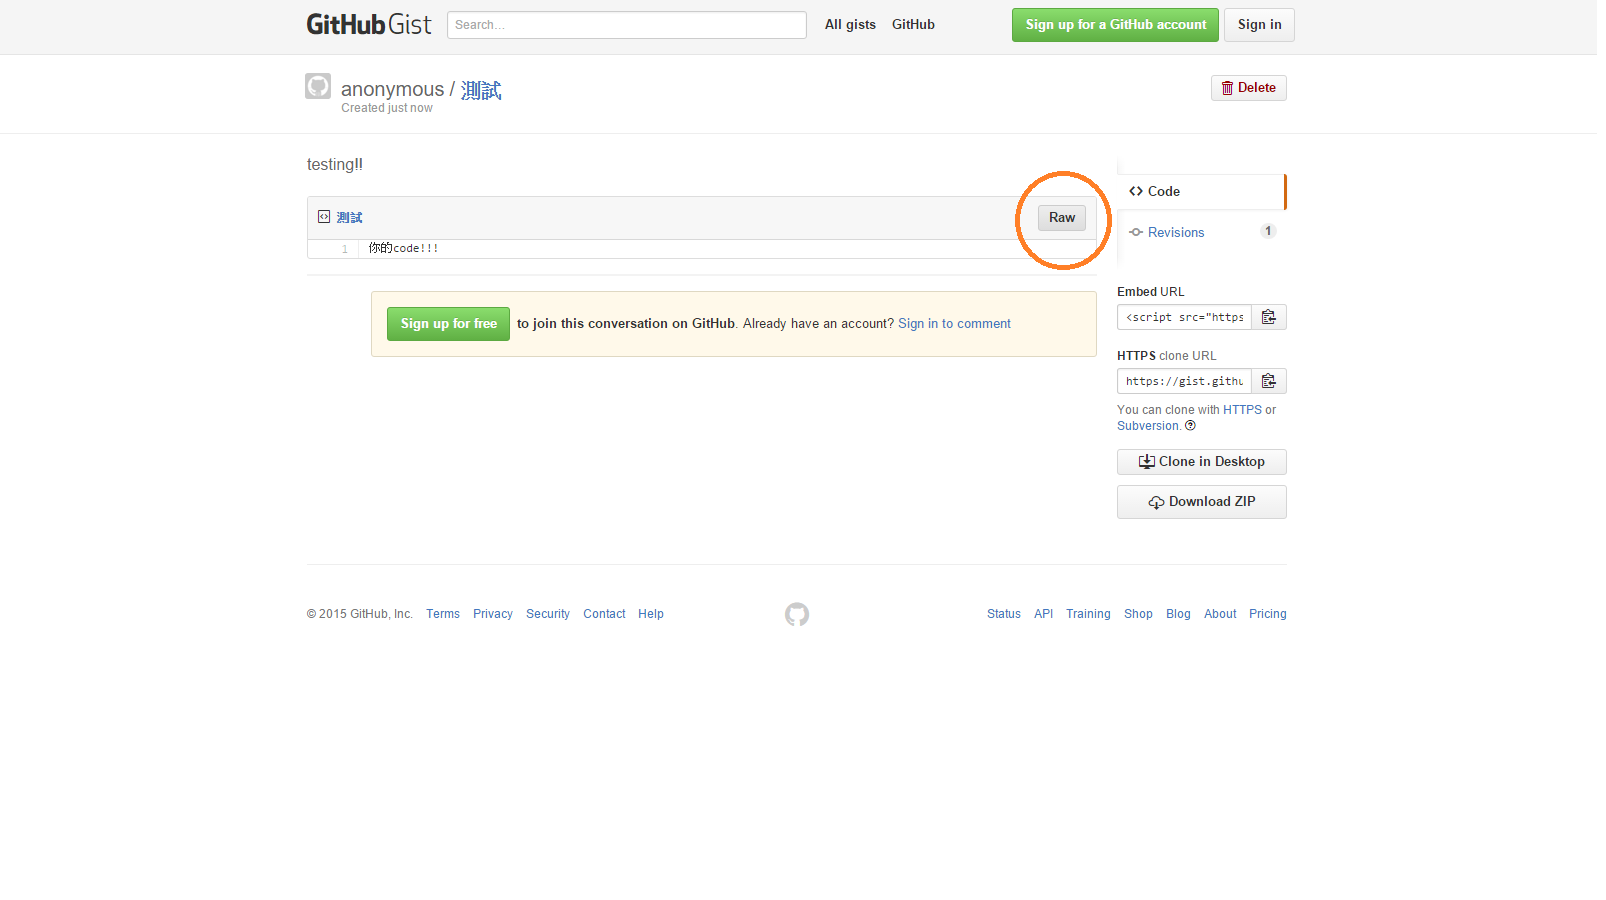 GitHub Gist Search... All gists GitHub Sign up for a GitHub account Sign in
anonymous / 測試
Created just now
Delete
testing!!
測試
Raw
1 你的code!!!
Sign up for free to join this conversation on GitHub. Already have an account? Sign in to comment
Code
Revisions 1
Embed URL
<script src="https
HTTPS clone URL
https://gist.githu
You can clone with HTTPS or
Subversion.
Clone in Desktop
Download ZIP
© 2015 GitHub, Inc. Terms Privacy Security Contact Help
Status API Training Shop Blog About Pricing